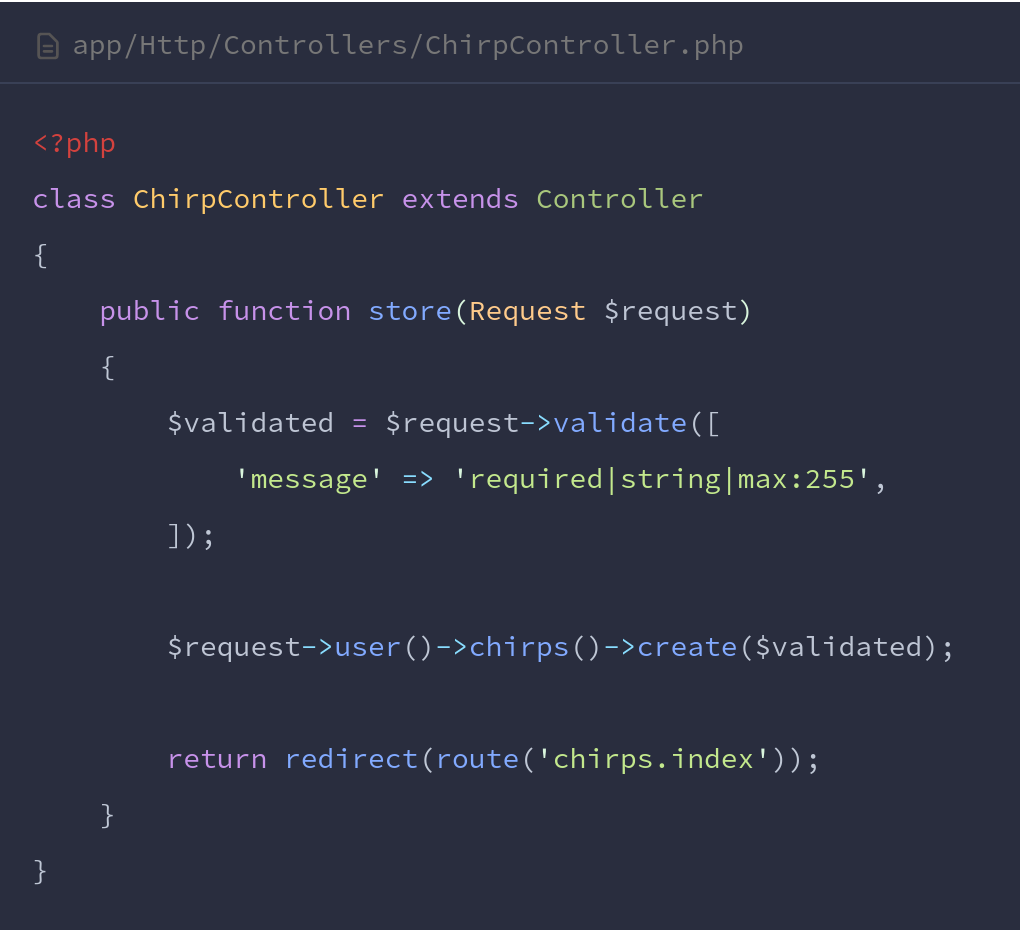 app/Http/Controllers/ChirpController.php
<?php
class ChirpController extends Controller
{
    public function store(Request $request)
    {
        $validated = $request->validate([
            'message' => 'required|string|max:255',
        ]);

        $request->user()->chirps()->create($validated);

        return redirect(route('chirps.index'));
    }
}